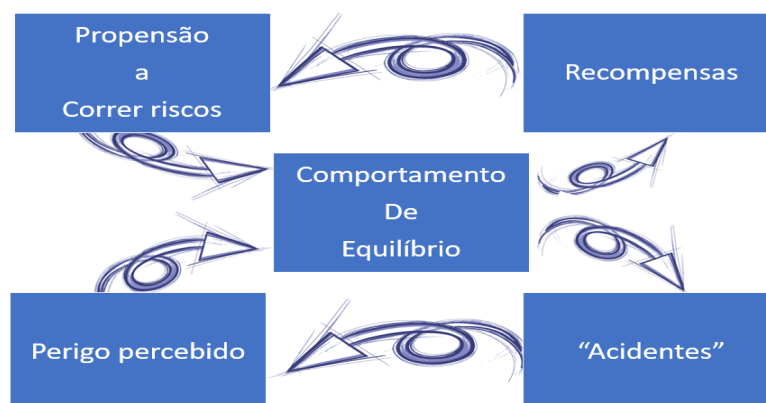 Propensão
a
Correr riscos
Recompensas
Comportamento
De
Equilíbrio
Perigo percebido
“Acidentes”